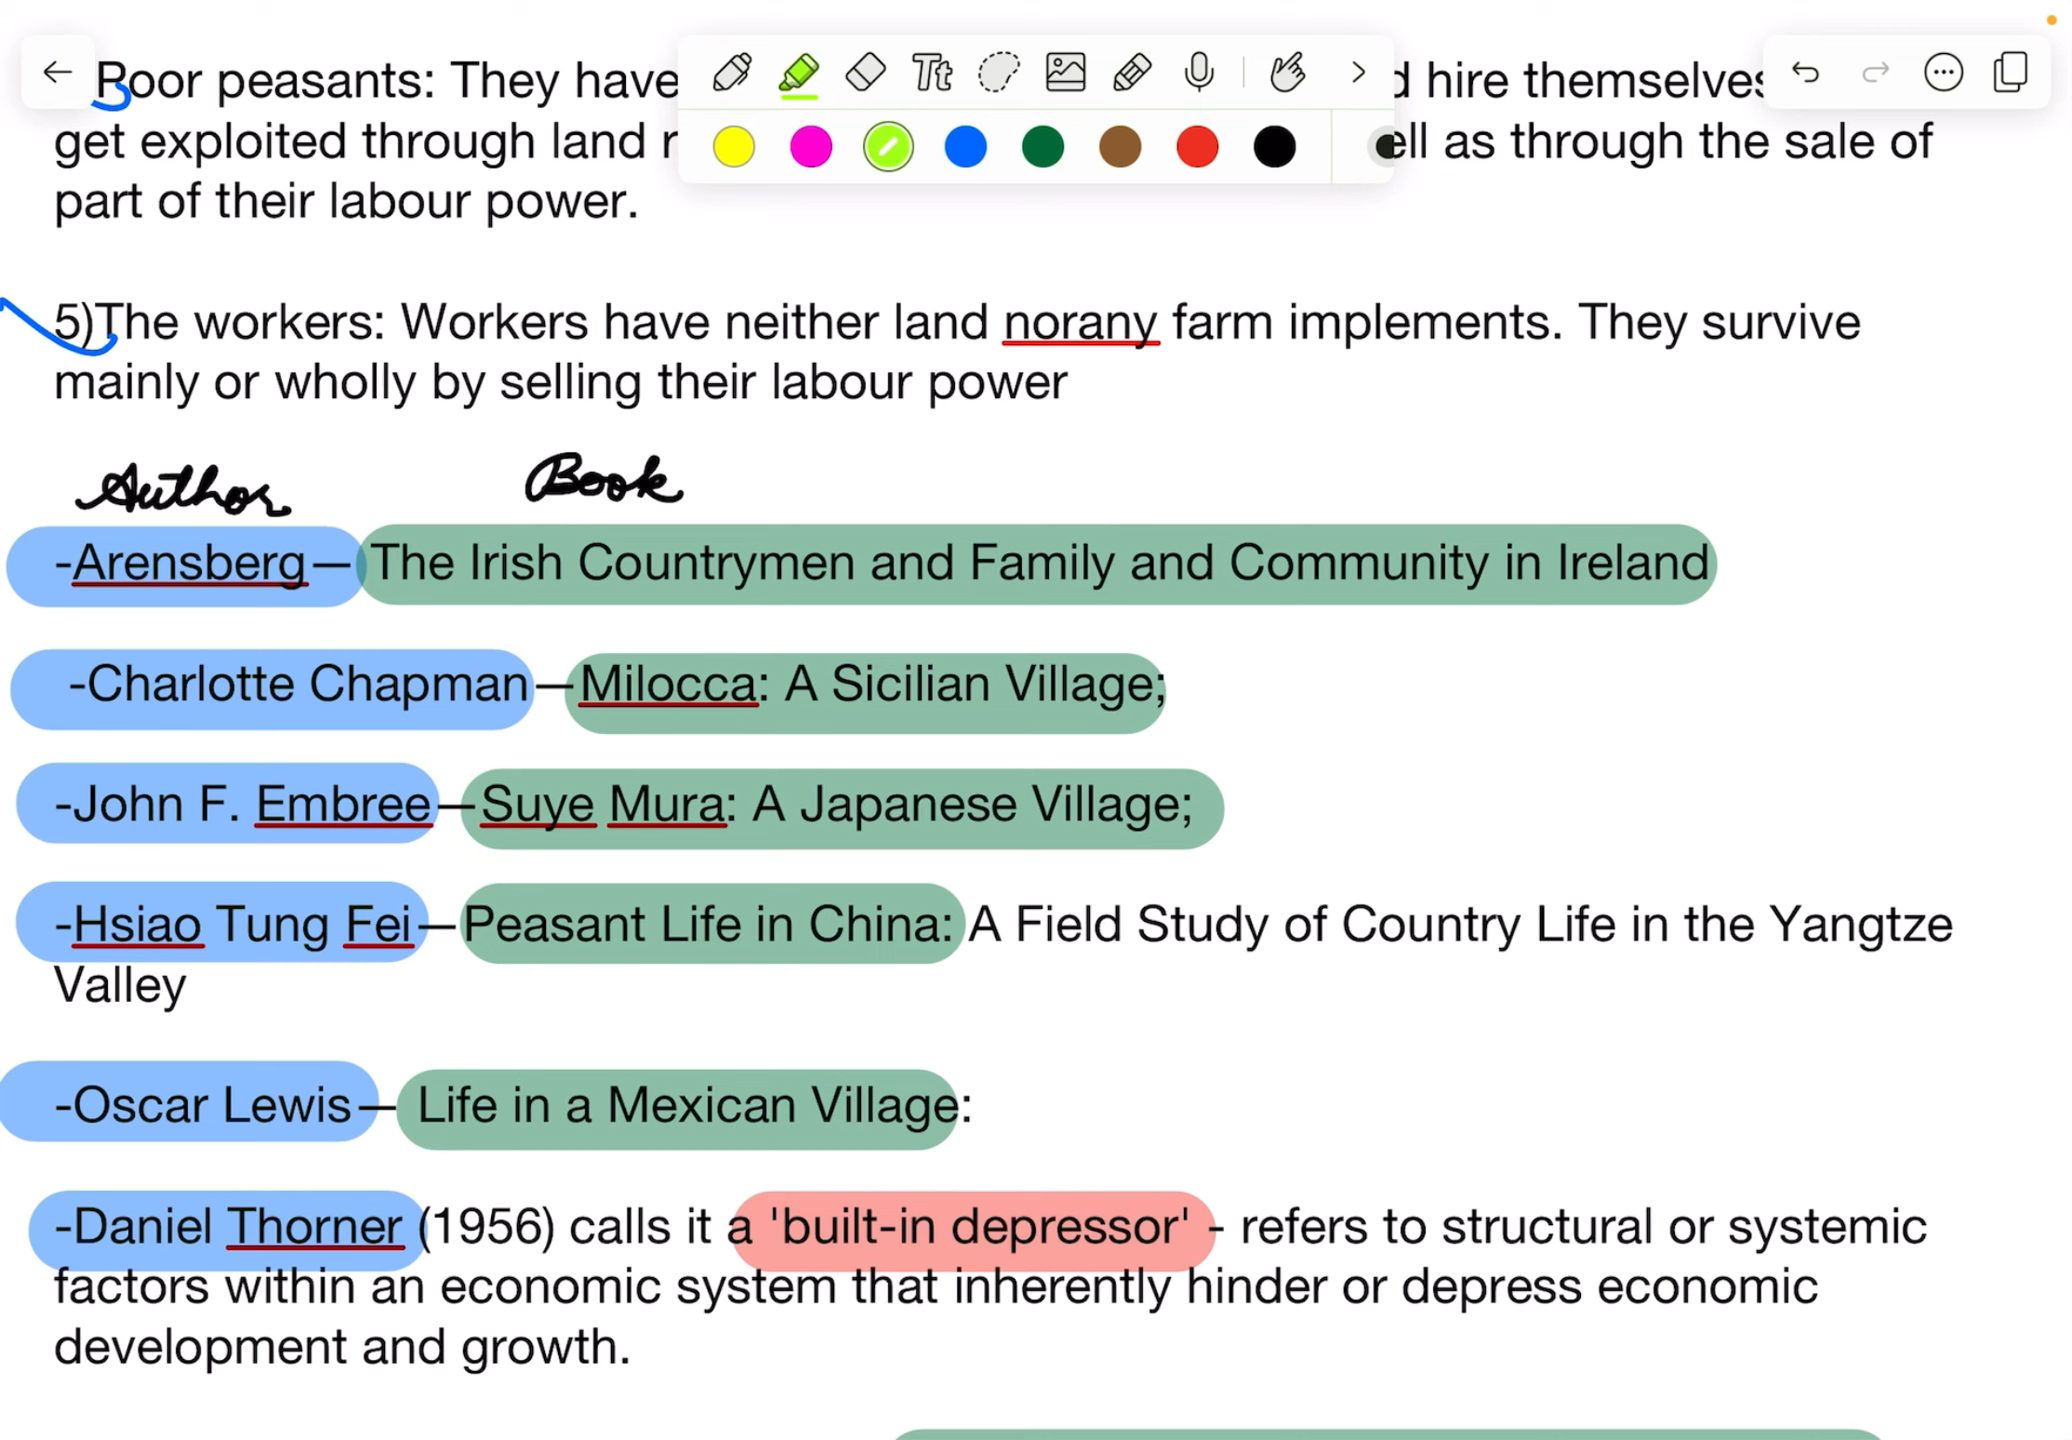 Poor peasants: They have d hire themselves
get exploited through land r ell as through the sale of
part of their labour power.
5)The workers: Workers have neither land norany farm implements. They survive
mainly or wholly by selling their labour power
Author Book
-Arensberg—The Irish Countrymen and Family and Community in Ireland
-Charlotte Chapman—Milocca: A Sicilian Village;
-John F. Embree—Suye Mura: A Japanese Village;
-Hsiao Tung Fei—Peasant Life in China: A Field Study of Country Life in the Yangtze
Valley
-Oscar Lewis— Life in a Mexican Village:
-Daniel Thorner (1956) calls it a 'built-in depressor' - refers to structural or systemic
factors within an economic system that inherently hinder or depress economic
development and growth.